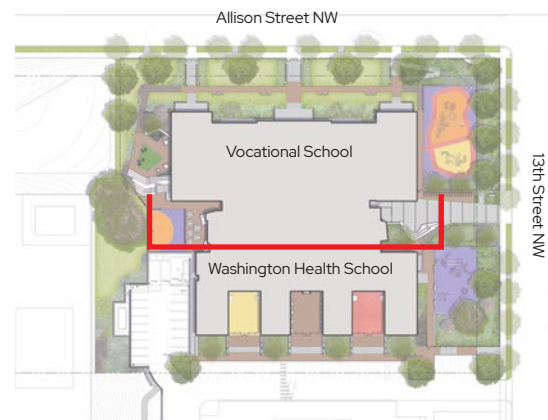 Allison Street NW
Vocational School
13th Street NW
Washington Health School